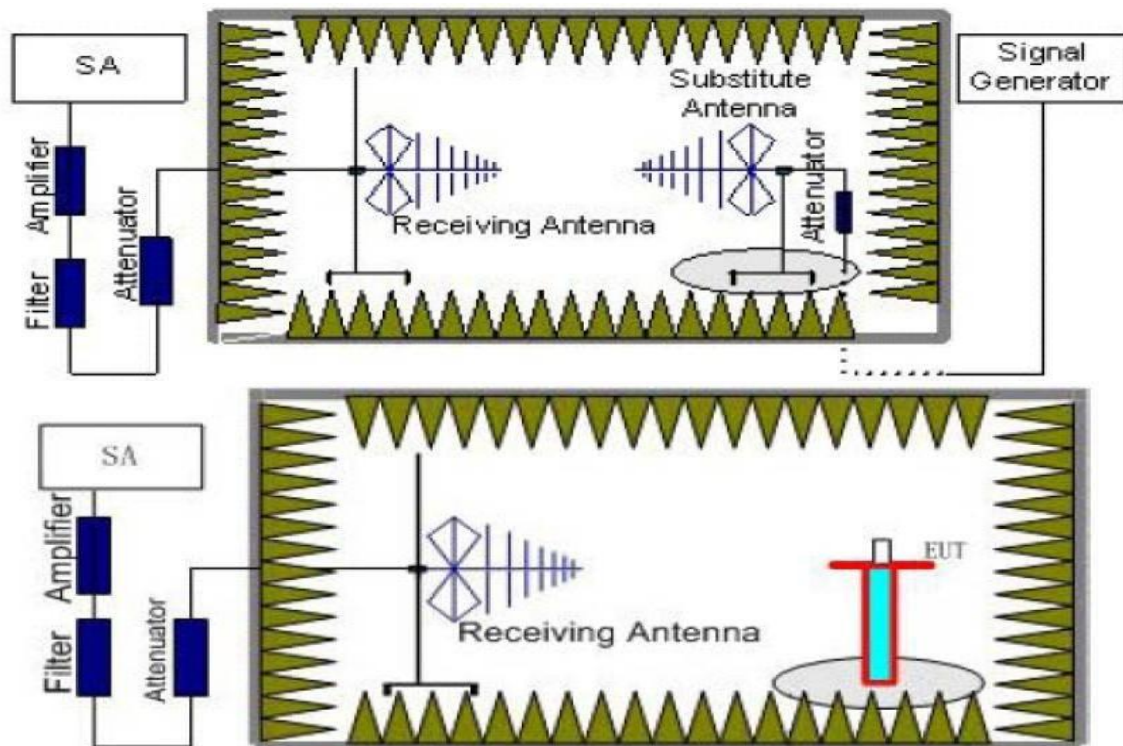 SA
Signal
Generator
Substitute
Antenna
Amplifier
Attenuator
Attenuator
Filter
Receiving Antenna
SA
EUT
Amplifier
Receiving Antenna
Filter
Attenuator